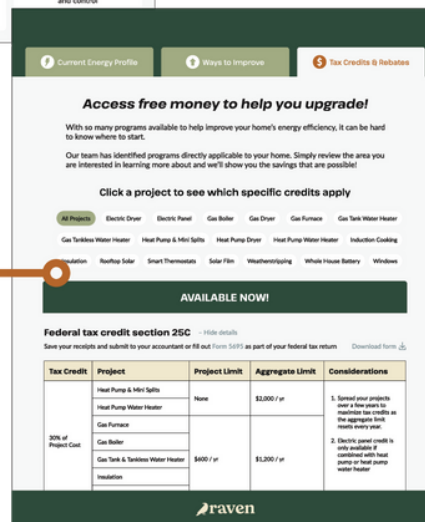 and control
Current Energy Profile
Ways to Improve
Tax Credits & Rebates
Access free money to help you upgrade!
With so many programs available to help improve your home's energy efficiency, it can be hard
to know where to start.
Our team has identified programs directly applicable to your home. Simply review the area you
are interested in learning more about and we'll show you the savings that are possible!
Click a project to see which specific credits apply
All Projects Electric Dryer Electric Panel Gas Boiler Gas Dryer Gas Furnace Gas Tank Water Heater
Gas Tankless Water Heater Heat Pump & Mini Splits Heat Pump Dryer Heat Pump Water Heater Induction Cooking
Insulation Rooftop Solar Smart Thermostats Solar Film Weatherstripping Whole House Battery Windows
AVAILABLE NOW!
Federal tax credit section 25C - Hide details
Save your receipts and submit to your accountant or fill out Form 5695 as part of your federal tax return Download form
Tax Credit Project Project Limit Aggregate Limit Considerations
30% of
Project Cost
Heat Pump & Mini Splits
Heat Pump Water Heater
None
$2,000 / yr
Gas Furnace
Gas Boiler
Gas Tank & Tankless Water Heater
Insulation
$600 / yr
$1,200 / yr
1. Spread your projects
over a few years to
maximize tax credits as
the aggregate limit
resets every year.
2. Electric panel credit is
only available if
combined with heat
pump or heat pump
water heater
raven